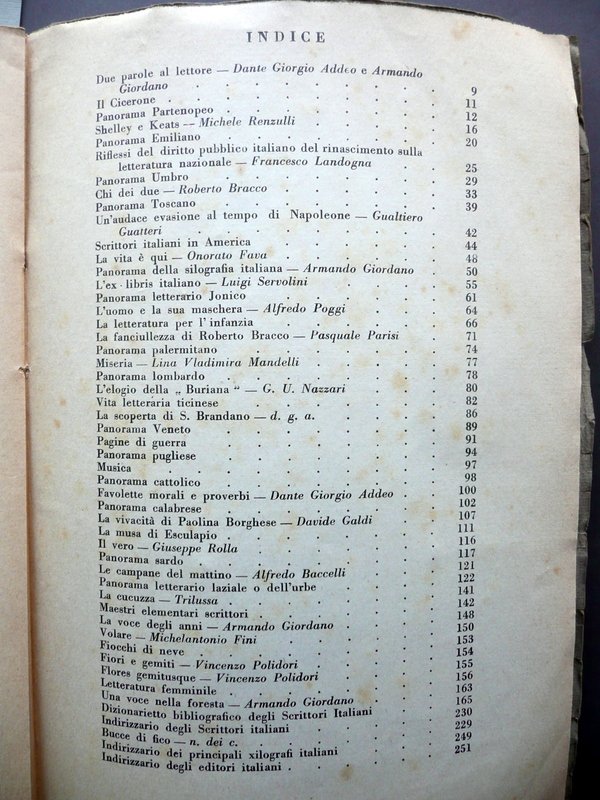 INDICE
Due parole al lettore — Dante Giorgio Addeo e Armando
Giordano . . . . . . . 9
Il Cicerone . . . . . . . 11
Panorama Partenopeo . . . . . . 12
Shelley e Keats — Michele Renzulli . . . . 16
Panorama Emiliano . . . . . . 20
Riflessi del diritto pubblico italiano del rinascimento sulla
letteratura nazionale — Francesco Landogna . . 25
Panorama Umbro . . . . . . 29
Chi dei due — Roberto Bracco . . . . . 33
Panorama Toscano . . . . . . 39
Un'audace evasione al tempo di Napoleone — Gualtiero
Guatteri . . . . . . . 42
Scrittori italiani in America . . . . . 44
La vita è qui — Onorato Fava . . . . . 48
Panorama della silografia italiana — Armando Giordano . 50
L'ex - libris italiano — Luigi Servolini . . . . 55
Panorama letterario Jonico . . . . . 61
L'uomo e la sua maschera — Alfredo Poggi . . . 64
La letteratura per l'infanzia . . . . . 66
La fanciullezza di Roberto Bracco — Pasquale Parisi . 71
Panorama palermitano . . . . . 74
Miseria — Lina Vladimira Mandelli . . . . 77
Panorama lombardo . . . . . . 78
L'elogio della „ Buriana “ — G. U. Nazzari . . . 80
Vita letteraria ticinese . . . . . 82
La scoperta di S. Brandano — d. g. a. . . . . 86
Panorama Veneto . . . . . . 89
Pagine di guerra . . . . . . 91
Panorama pugliese . . . . . . 94
Musica . . . . . . . 97
Panorama cattolico . . . . . . 98
Favolette morali e proverbi — Dante Giorgio Addeo . . 100
Panorama calabrese . . . . . . 102
La vivacità di Paolina Borghese — Davide Galdi . . 107
La musa di Esculapio . . . . . . 111
Il vero — Giuseppe Rolla . . . . . 116
Panorama sardo . . . . . . 117
Le campane del mattino — Alfredo Baccelli . . . 121
Panorama letterario laziale o dell'urbe . . . 122
La cucuzza — Trilussa . . . . . . 141
Maestri elementari scrittori . . . . . 142
La voce degli anni — Armando Giordano . . . 148
Volare — Michelantonio Fini . . . . . 150
Fiocchi di neve . . . . . . 153
Fiori e gemiti — Vincenzo Polidori . . . . 154
Flores gemitusque — Vincenzo Polidori . . . 155
Letteratura femminile . . . . . . 156
Una voce nella foresta — Armando Giordano . . . 163
Dizionarietto bibliografico degli Scrittori Italiani . . 165
Indirizzario degli Scrittori italiani . . . . 230
Bucce di fico — n. dei c. . . . . . 229
Indirizzario dei principali xilografi italiani . . . 249
Indirizzario degli editori italiani . . . . . 251